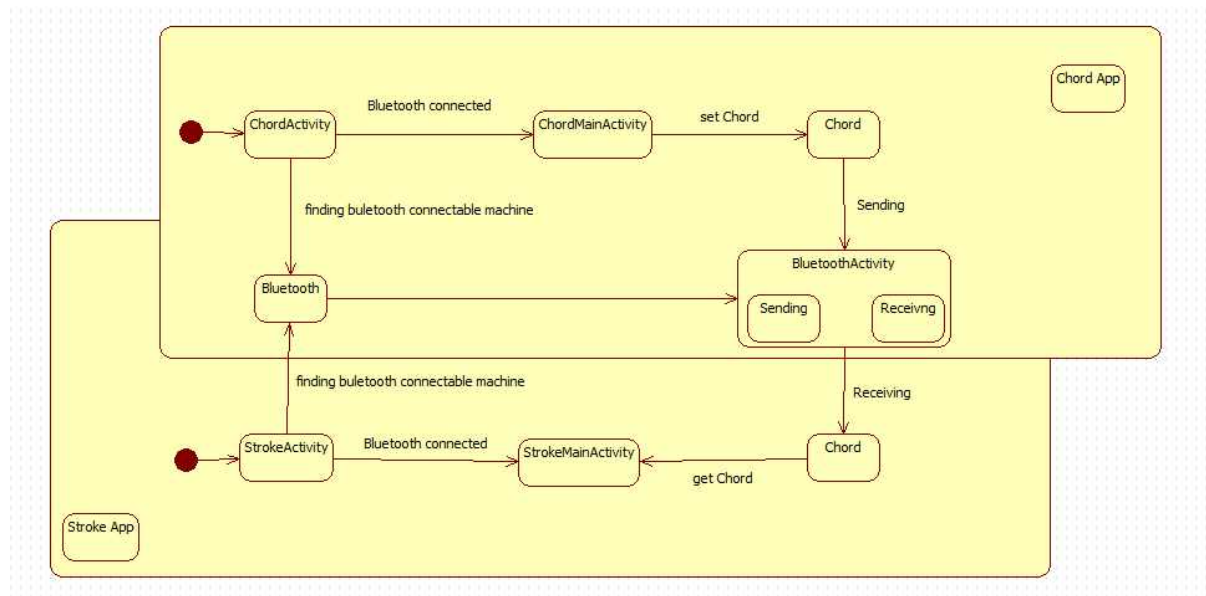 Chord App
Bluetooth connected
ChordActivity
ChordMainActivity
set Chord
Chord
finding buletooth connectable machine
Sending
BluetoothActivity
Bluetooth
Sending
Receivng
finding buletooth connectable machine
Receiving
StrokeActivity
Bluetooth connected
StrokeMainActivity
get Chord
Chord
Stroke App